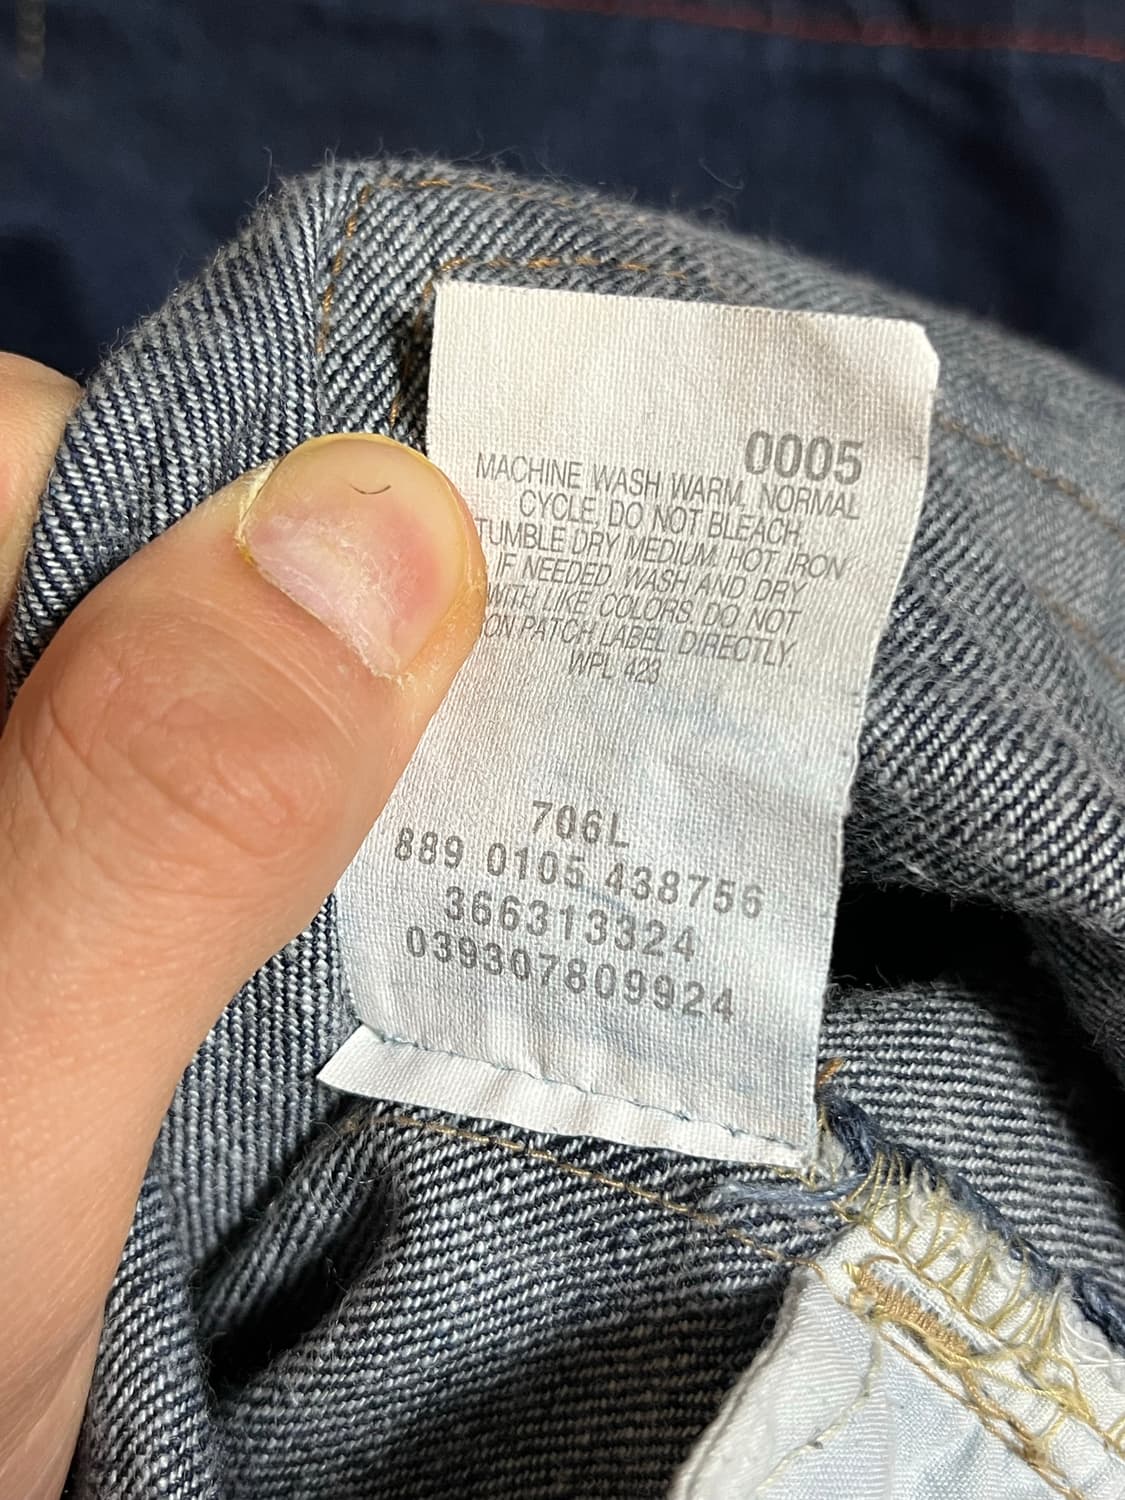 0005
MACHINE WASH WARM, NORMAL
CYCLE, DO NOT BLEACH,
TUMBLE DRY MEDIUM. HOT IRON
IF NEEDED. WASH AND DRY
WITH LIKE COLORS. DO NOT
IRON PATCH LABEL DIRECTLY.
WPL 423
706L
889 0105 438756
366313324
039307809924